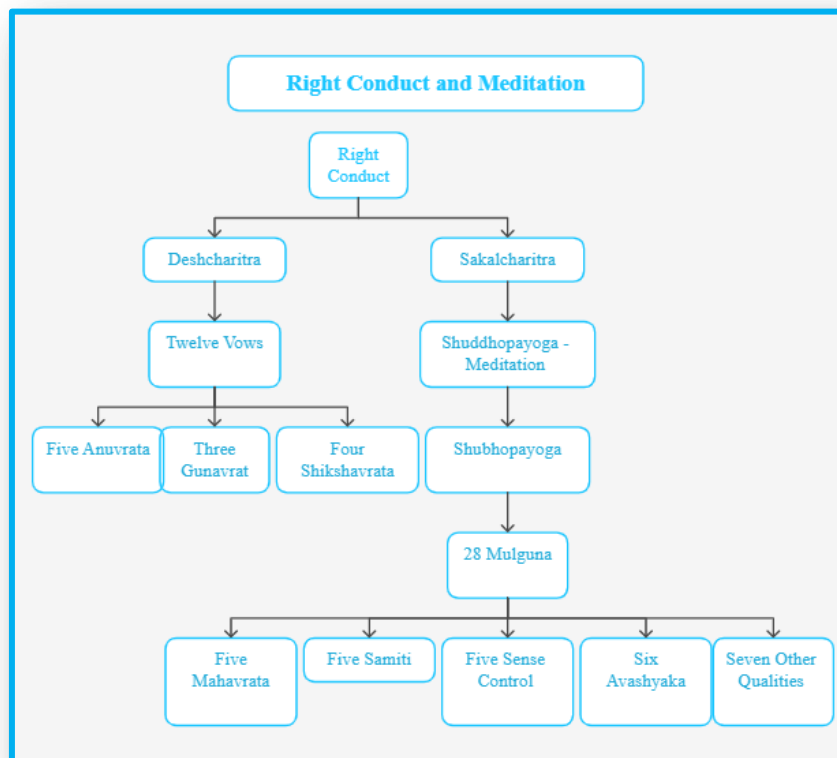 Right Conduct and Meditation
Right
Conduct
Deshcharitra
Sakalcharitra
Twelve Vows
Shuddhopayoga -
Meditation
Five Anuvrata
Three
Gunavrat
Four
Shikshavrata
Shubhopayoga
28 Mulguna
Five
Mahavrata
Five Samiti
Five Sense
Control
Six
Avashyaka
Seven Other
Qualities